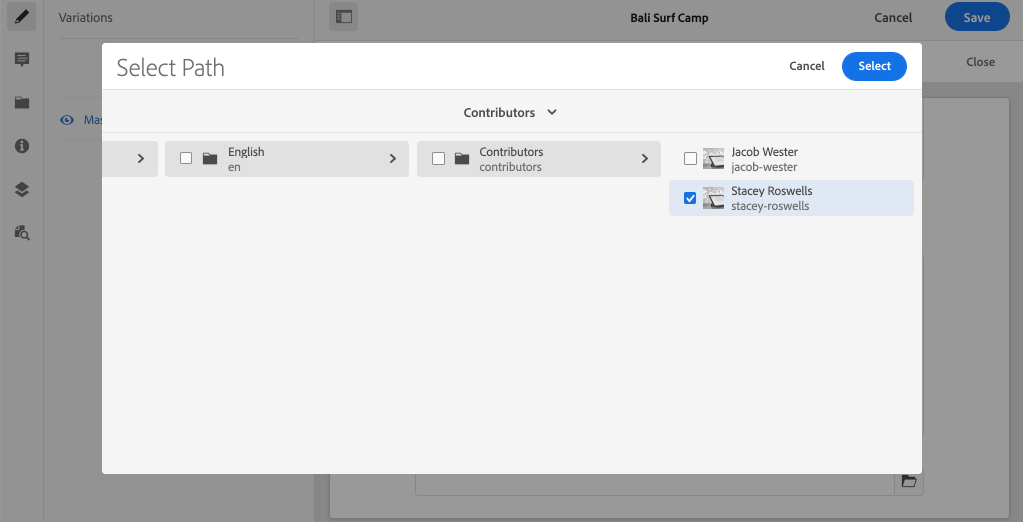 Variations
Bali Surf Camp
Cancel
Save
Select Path
Cancel
Select
Close
Contributors
Mas
English
en
Contributors
contributors
Jacob Wester
jacob-wester
Stacey Roswells
stacey-roswells